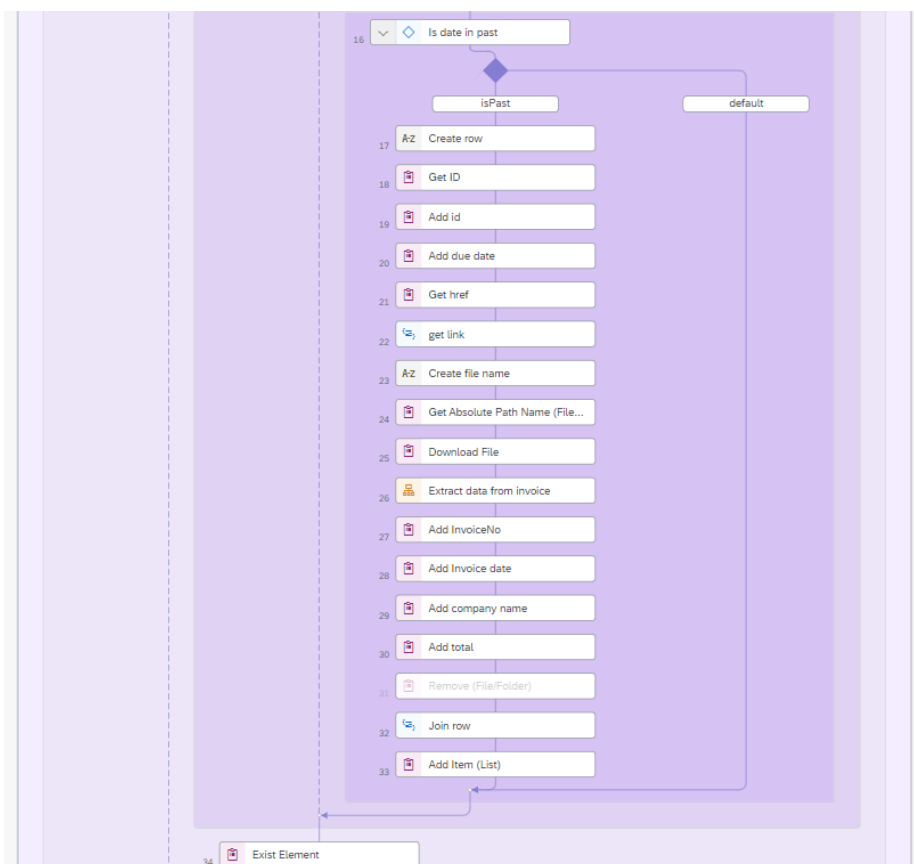 16 Is date in past
isPast default
17 A-Z Create row
18 Get ID
19 Add id
20 Add due date
21 Get href
22 get link
23 A-Z Create file name
24 Get Absolute Path Name (File...
25 Download File
26 Extract data from invoice
27 Add InvoiceNo
28 Add Invoice date
29 Add company name
30 Add total
31 Remove (File/Folder)
32 Join row
33 Add Item (List)
34 Exist Element